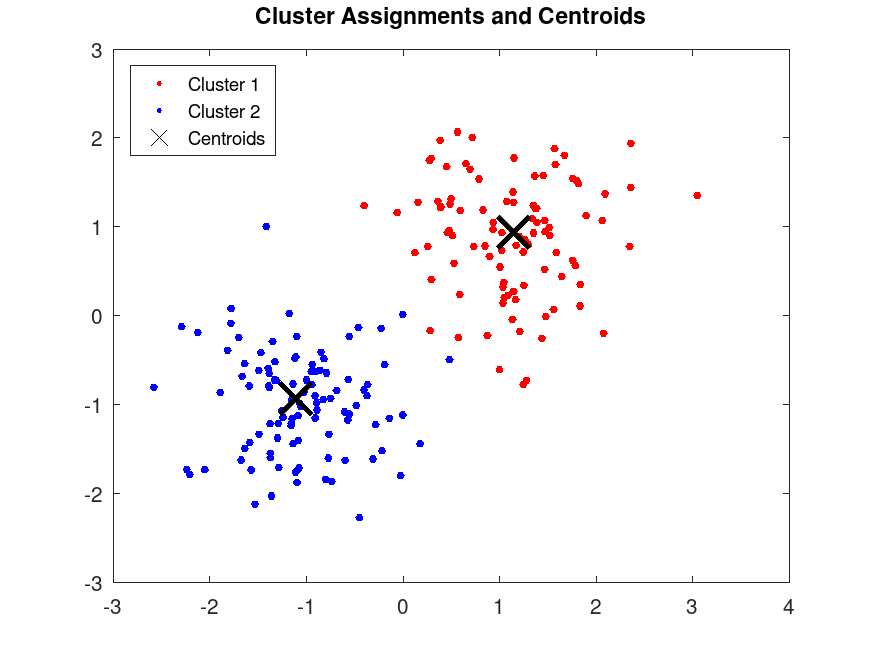 Cluster Assignments and Centroids
3
2
1
0
-1
-2
-3
Cluster 1
Cluster 2
Centroids
-3 -2 -1 0 1 2 3 4